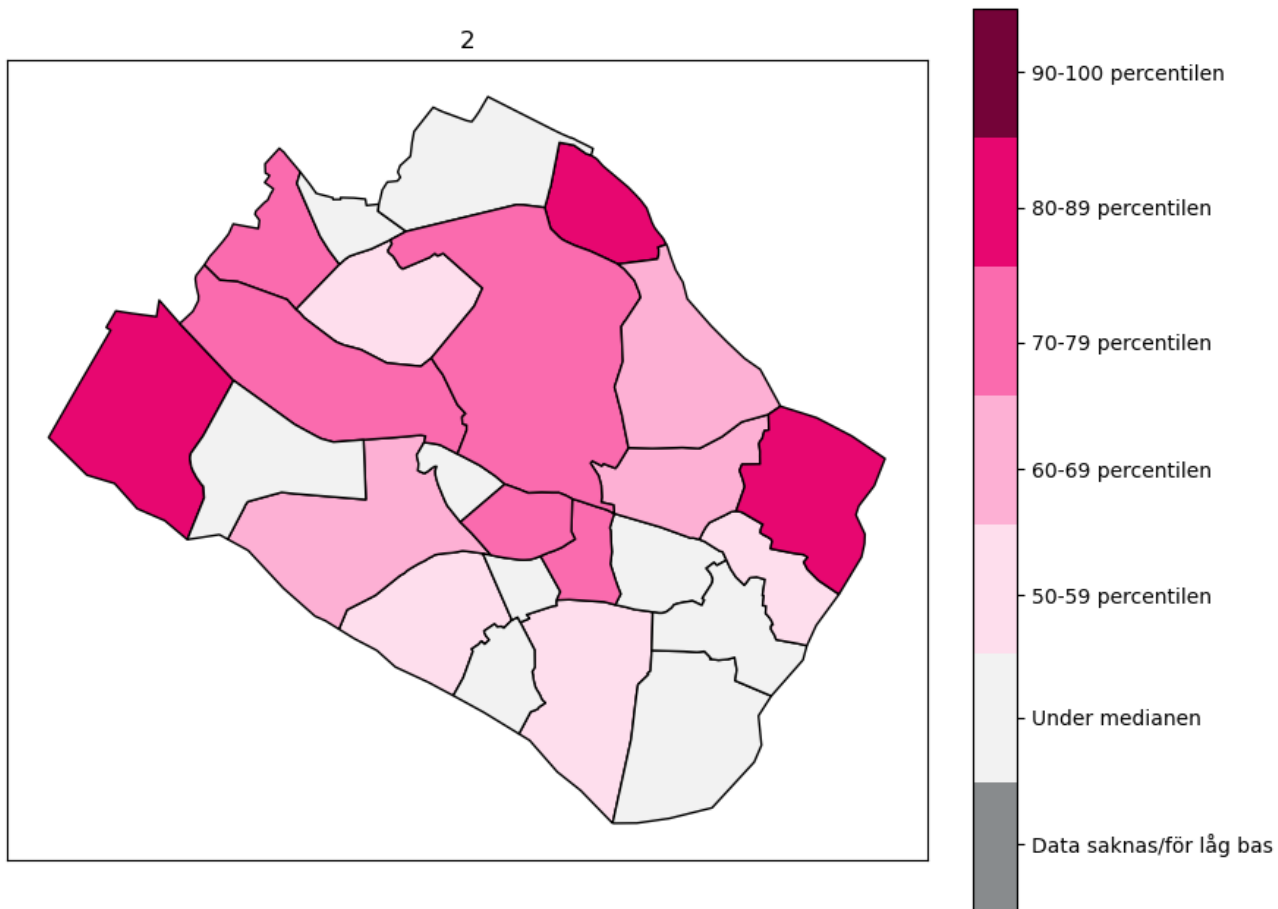 2
90-100 percentilen
80-89 percentilen
70-79 percentilen
60-69 percentilen
50-59 percentilen
Under medianen
Data saknas/för låg bas